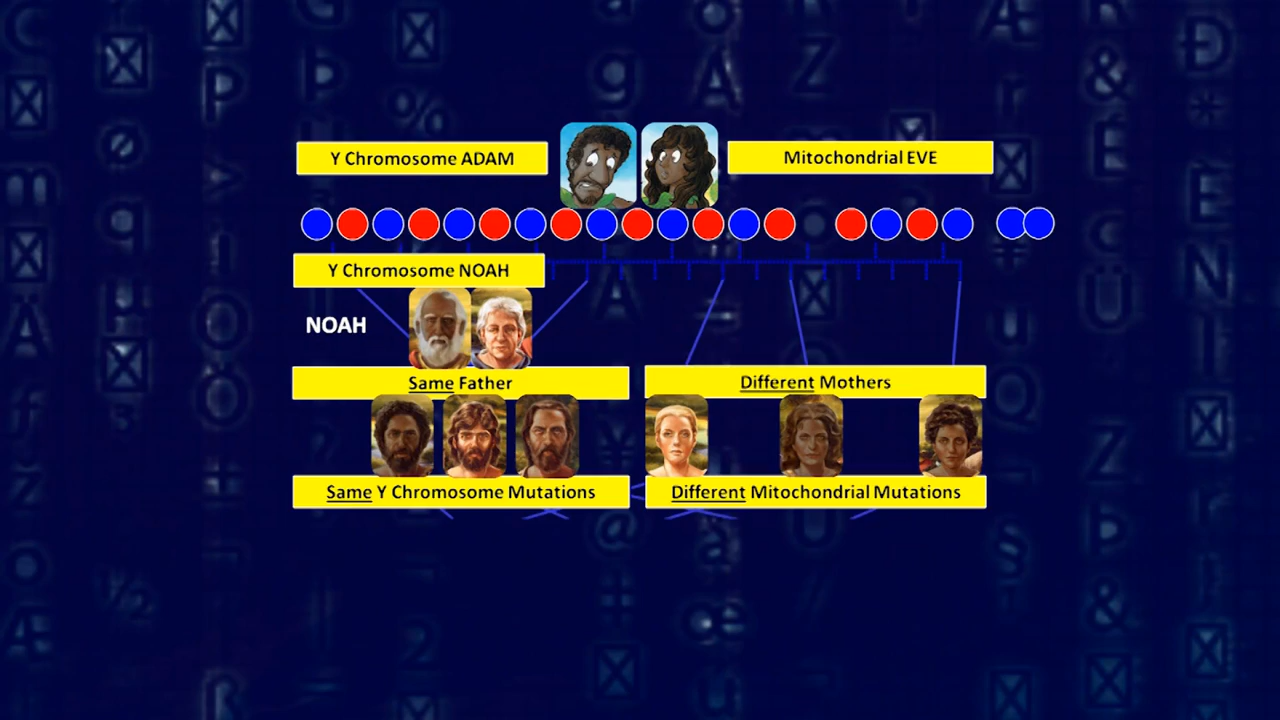 Y Chromosome ADAM
Mitochondrial EVE
Y Chromosome NOAH
NOAH
Same Father
Different Mothers
Same Y Chromosome Mutations
Different Mitochondrial Mutations